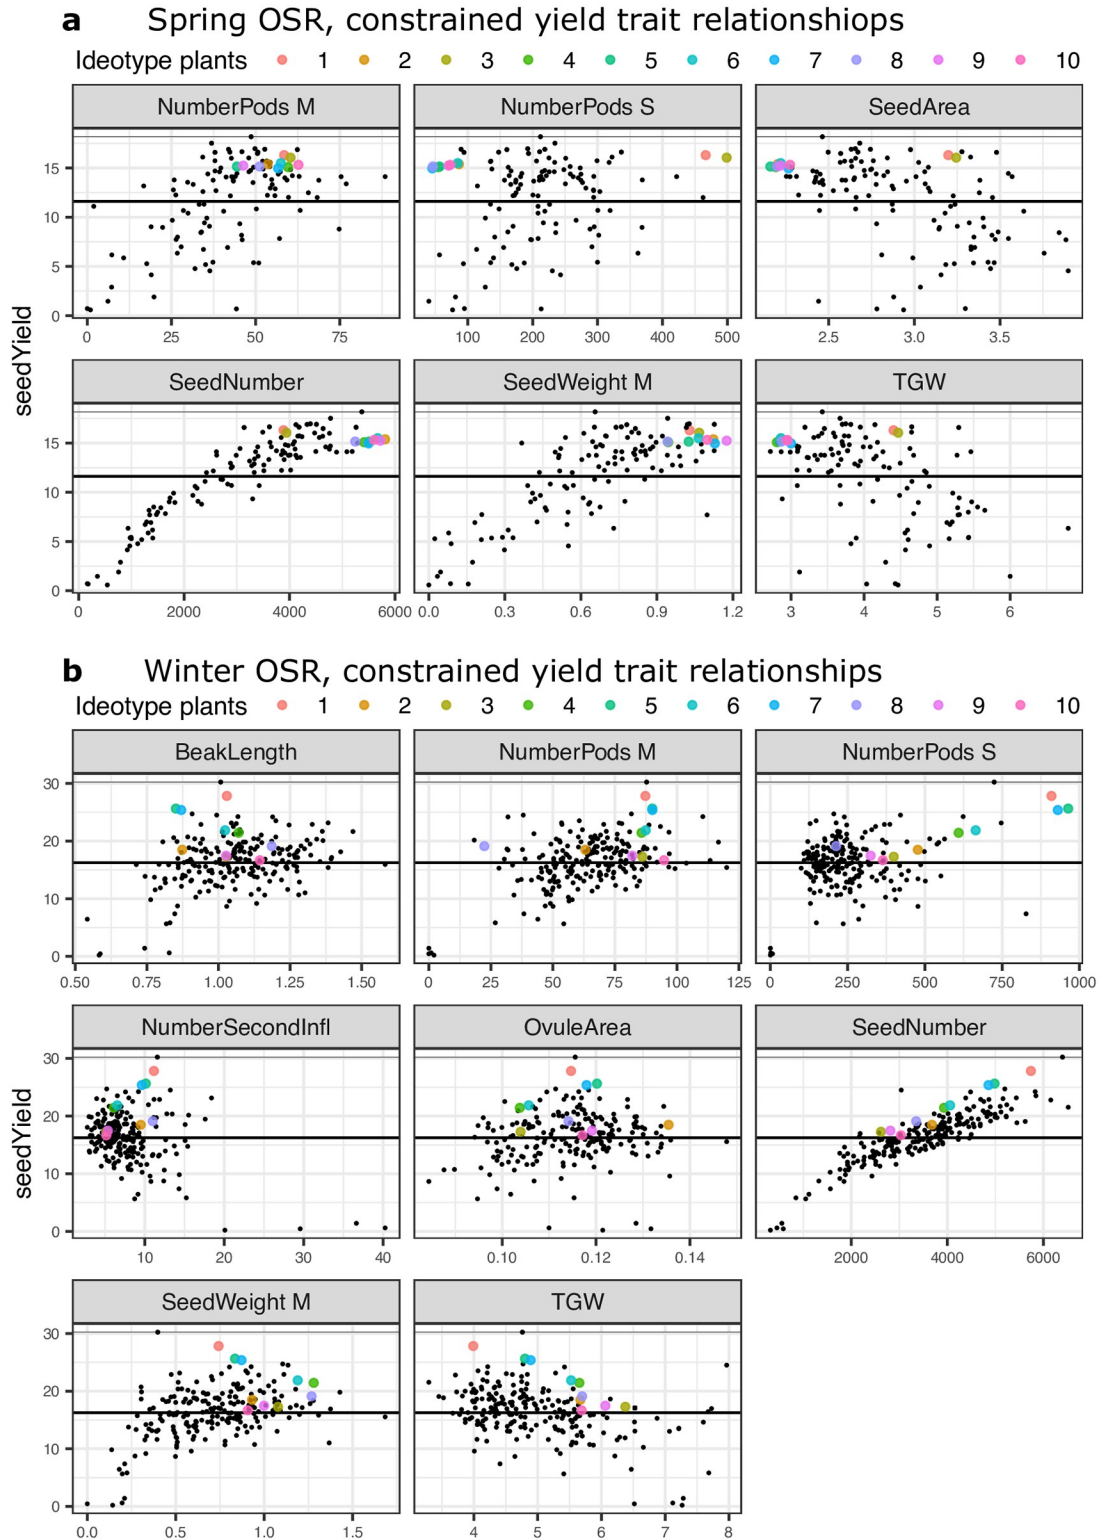 a Spring OSR, constrained yield trait relationshiops
Ideotype plants 1 2 3 4 5 6 7 8 9 10
NumberPods M NumberPods S SeedArea
15
10
5
0
0 25 50 75 100 200 300 400 500 2.5 3.0 3.5
seedYield
SeedNumber SeedWeight M TGW
15
10
5
0
0 2000 4000 6000 0.0 0.3 0.6 0.9 1.2 3 4 5 6
b Winter OSR, constrained yield trait relationships
Ideotype plants 1 2 3 4 5 6 7 8 9 10
BeakLength NumberPods M NumberPods S
30
20
10
0
0.50 0.75 1.00 1.25 1.50 0 25 50 75 100 125 0 250 500 750 1000
NumberSecondInfl OvuleArea SeedNumber
seedYield
30
20
10
0
10 20 30 40 0.10 0.12 0.14 2000 4000 6000
SeedWeight M TGW
30
20
10
0
0.0 0.5 1.0 1.5 4 5 6 7 8